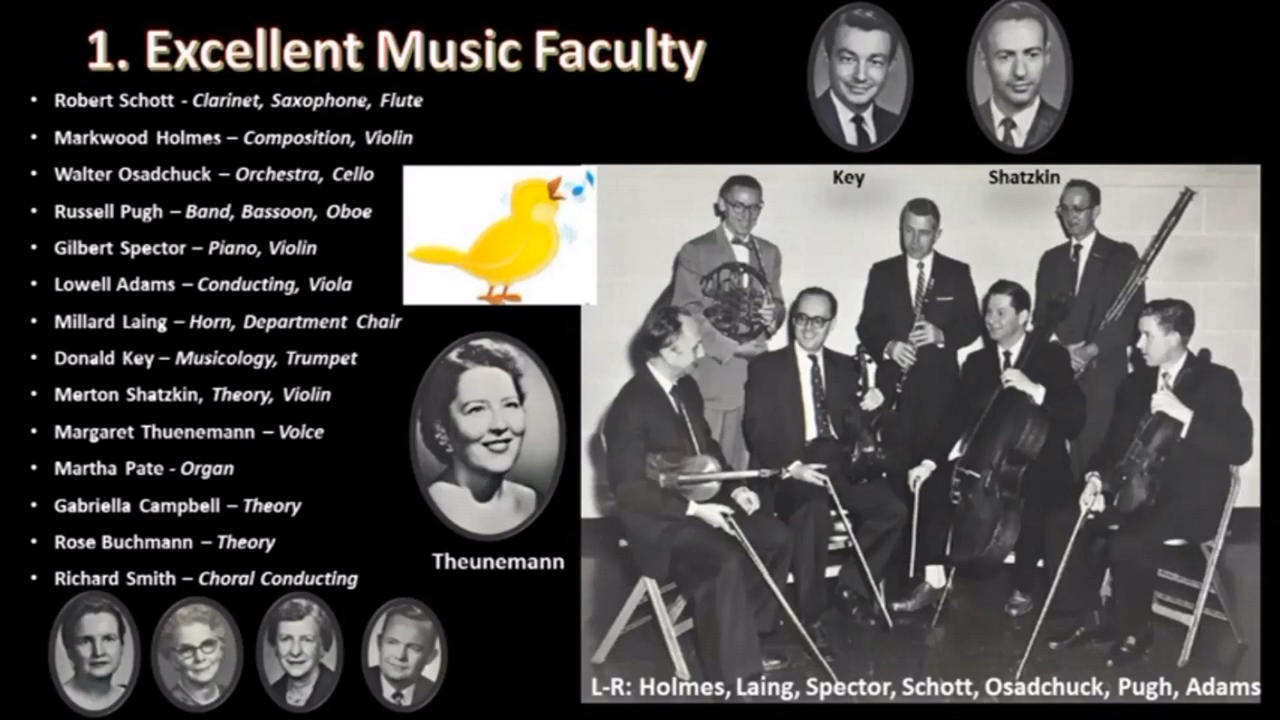 1. Excellent Music Faculty
• Robert Schott - Clarinet, Saxophone, Flute
• Markwood Holmes – Composition, Violin
• Walter Osadchuck – Orchestra, Cello
• Russell Pugh – Band, Bassoon, Oboe
• Gilbert Spector – Piano, Violin
• Lowell Adams – Conducting, Viola
• Millard Laing – Horn, Department Chair
• Donald Key – Musicology, Trumpet
• Merton Shatzkin, Theory, Violin
• Margaret Thuenemann – Voice
• Martha Pate - Organ
• Gabriella Campbell – Theory
• Rose Buchmann – Theory
• Richard Smith – Choral Conducting
Key
Shatzkin
Theunemann
L-R: Holmes, Laing, Spector, Schott, Osadchuck, Pugh, Adams